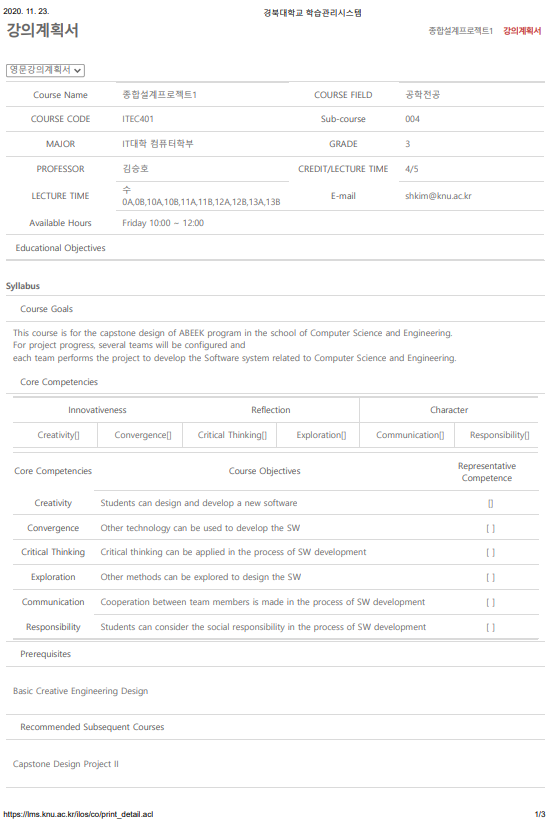 2020. 11. 23. 경북대학교 학습관리시스템
강의계획서 종합설계프로젝트1 강의계획서
영문강의계획서
Course Name 종합설계프로젝트1 COURSE FIELD 공학전공
COURSE CODE ITEC401 Sub-course 004
MAJOR IT대학 컴퓨터학부 GRADE 3
PROFESSOR 김승호 CREDIT/LECTURE TIME 4/5
LECTURE TIME 수 0A,0B,10A,10B,11A,11B,12A,12B,13A,13B E-mail shkim@knu.ac.kr
Available Hours Friday 10:00 ~ 12:00
Educational Objectives
Syllabus
Course Goals
This course is for the capstone design of ABEEK program in the school of Computer Science and Engineering.
For project progress, several teams will be configured and
each team performs the project to develop the Software system related to Computer Science and Engineering.
Core Competencies
Innovativeness Reflection Character
Creativity[] Convergence[] Critical Thinking[] Exploration[] Communication[] Responsibility[]
Core Competencies Course Objectives Representative Competence
Creativity Students can design and develop a new software []
Convergence Other technology can be used to develop the SW [ ]
Critical Thinking Critical thinking can be applied in the process of SW development [ ]
Exploration Other methods can be explored to design the SW [ ]
Communication Cooperation between team members is made in the process of SW development [ ]
Responsibility Students can consider the social responsibility in the process of SW development [ ]
Prerequisites
Basic Creative Engineering Design
Recommended Subsequent Courses
Capstone Design Project II
https://lms.knu.ac.kr/ilos/co/print_detail.acl 1/3